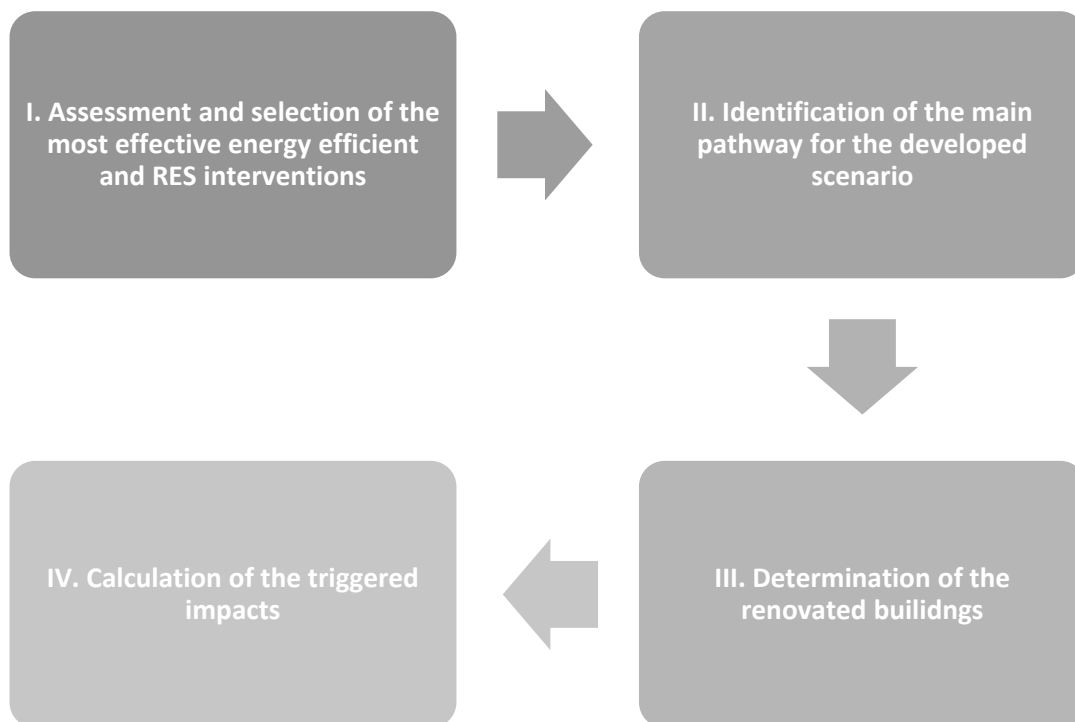 I. Assessment and selection of the
most effective energy efficient
and RES interventions
II. Identification of the main
pathway for the developed
scenario
III. Determination of the
renovated builidngs
IV. Calculation of the triggered
impacts